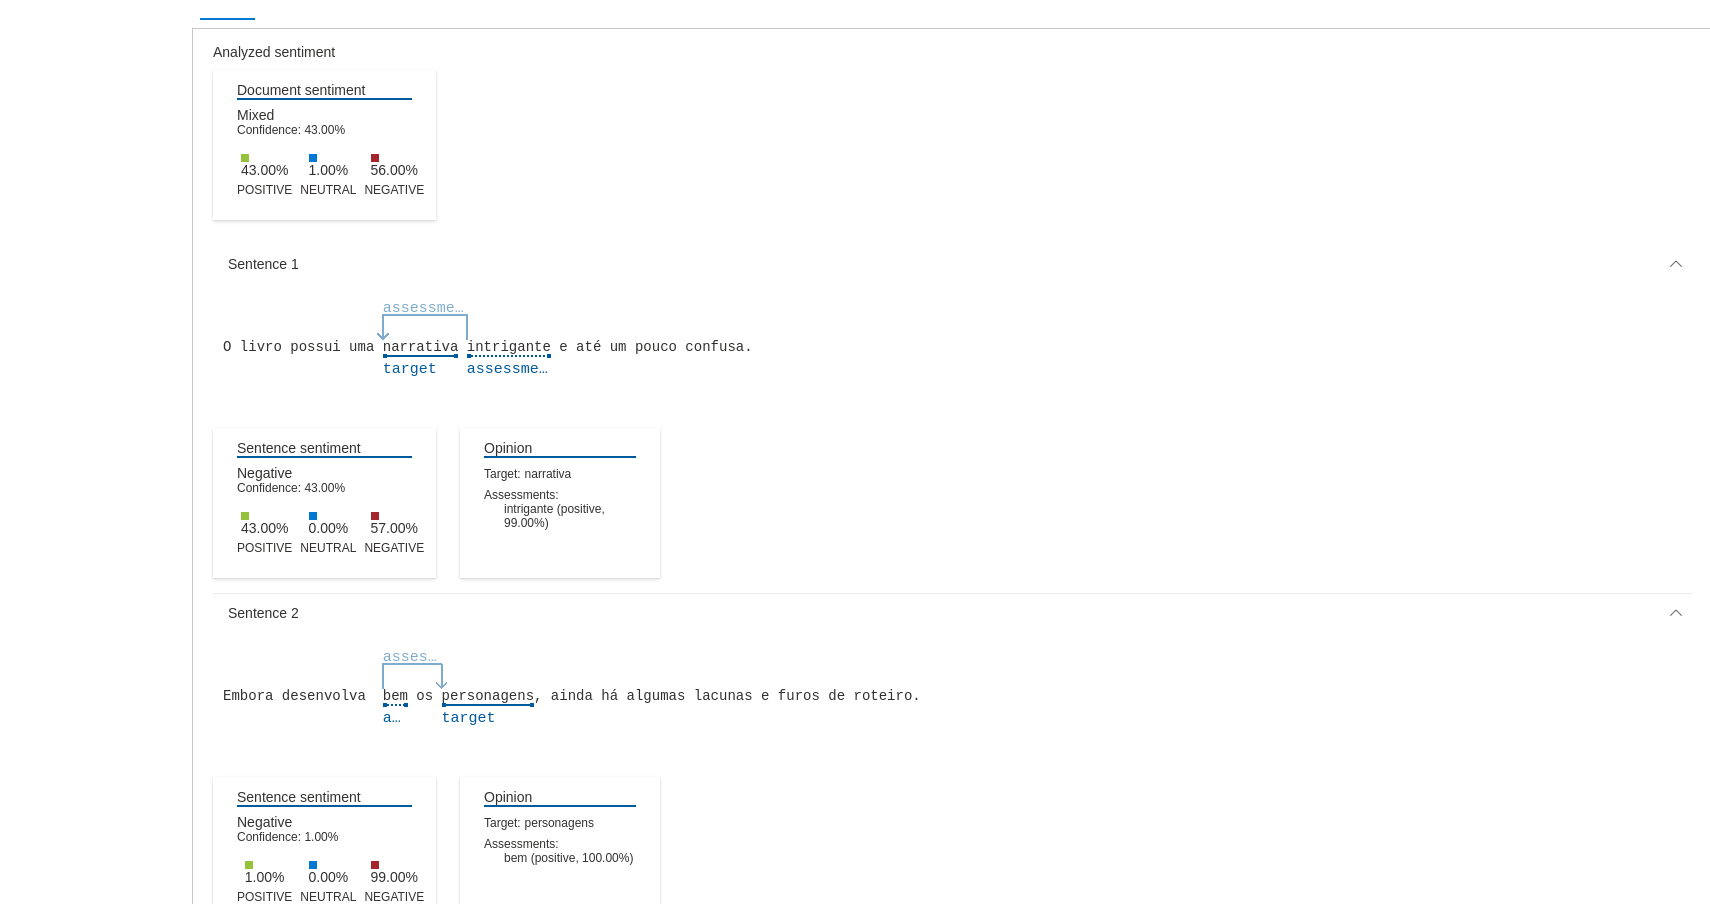 Analyzed sentiment
Document sentiment
Mixed
Confidence: 43.00%
43.00% 1.00% 56.00%
POSITIVE NEUTRAL NEGATIVE
Sentence 1
assessme…
O livro possui uma narrativa intrigante e até um pouco confusa.
target assessme…
Sentence sentiment
Negative
Confidence: 43.00%
43.00% 0.00% 57.00%
POSITIVE NEUTRAL NEGATIVE
Opinion
Target: narrativa
Assessments:
intrigante (positive,
99.00%)
Sentence 2
asses…
Embora desenvolva  bem os personagens, ainda há algumas lacunas e furos de roteiro.
a… target
Sentence sentiment
Negative
Confidence: 1.00%
1.00% 0.00% 99.00%
POSITIVE NEUTRAL NEGATIVE
Opinion
Target: personagens
Assessments:
bem (positive, 100.00%)